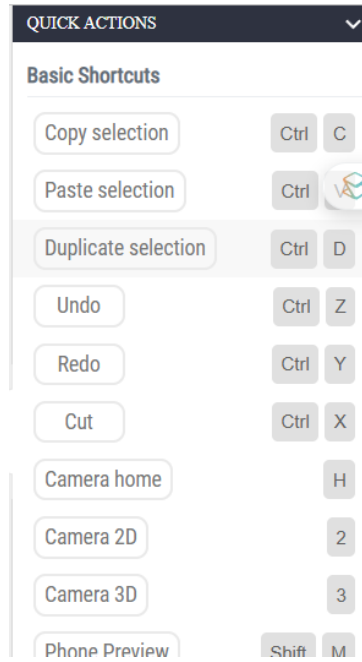 QUICK ACTIONS
Basic Shortcuts
Copy selection Ctrl C
Paste selection Ctrl
Duplicate selection Ctrl D
Undo Ctrl Z
Redo Ctrl Y
Cut Ctrl X
Camera home H
Camera 2D 2
Camera 3D 3
Phone Preview Shift M